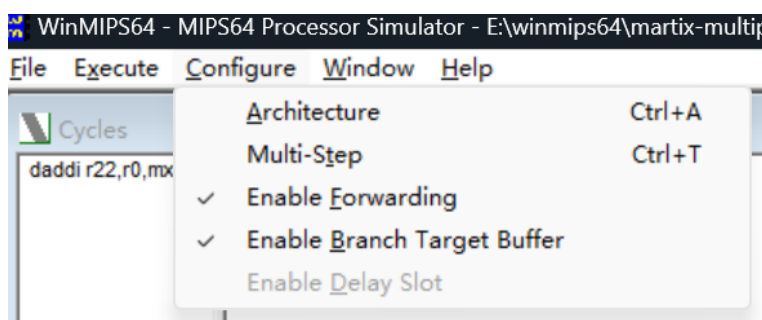 WinMIPS64 - MIPS64 Processor Simulator - E:\winmips64\martix-multip
File Execute Configure Window Help
Cycles
daddi r22,r0,mx
Architecture Ctrl+A
Multi-Step Ctrl+T
Enable Forwarding
Enable Branch Target Buffer
Enable Delay Slot